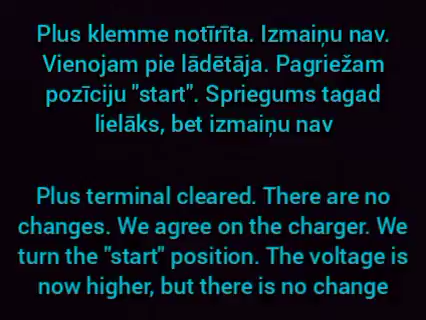 Plus klemme notīrīta. Izmaiņu nav.
Vienojam pie lādētāja. Pagriežam
pozīciju "start". Spriegums tagad
lielāks, bet izmaiņu nav
Plus terminal cleared. There are no
changes. We agree on the charger. We
turn the "start" position. The voltage is
now higher, but there is no change